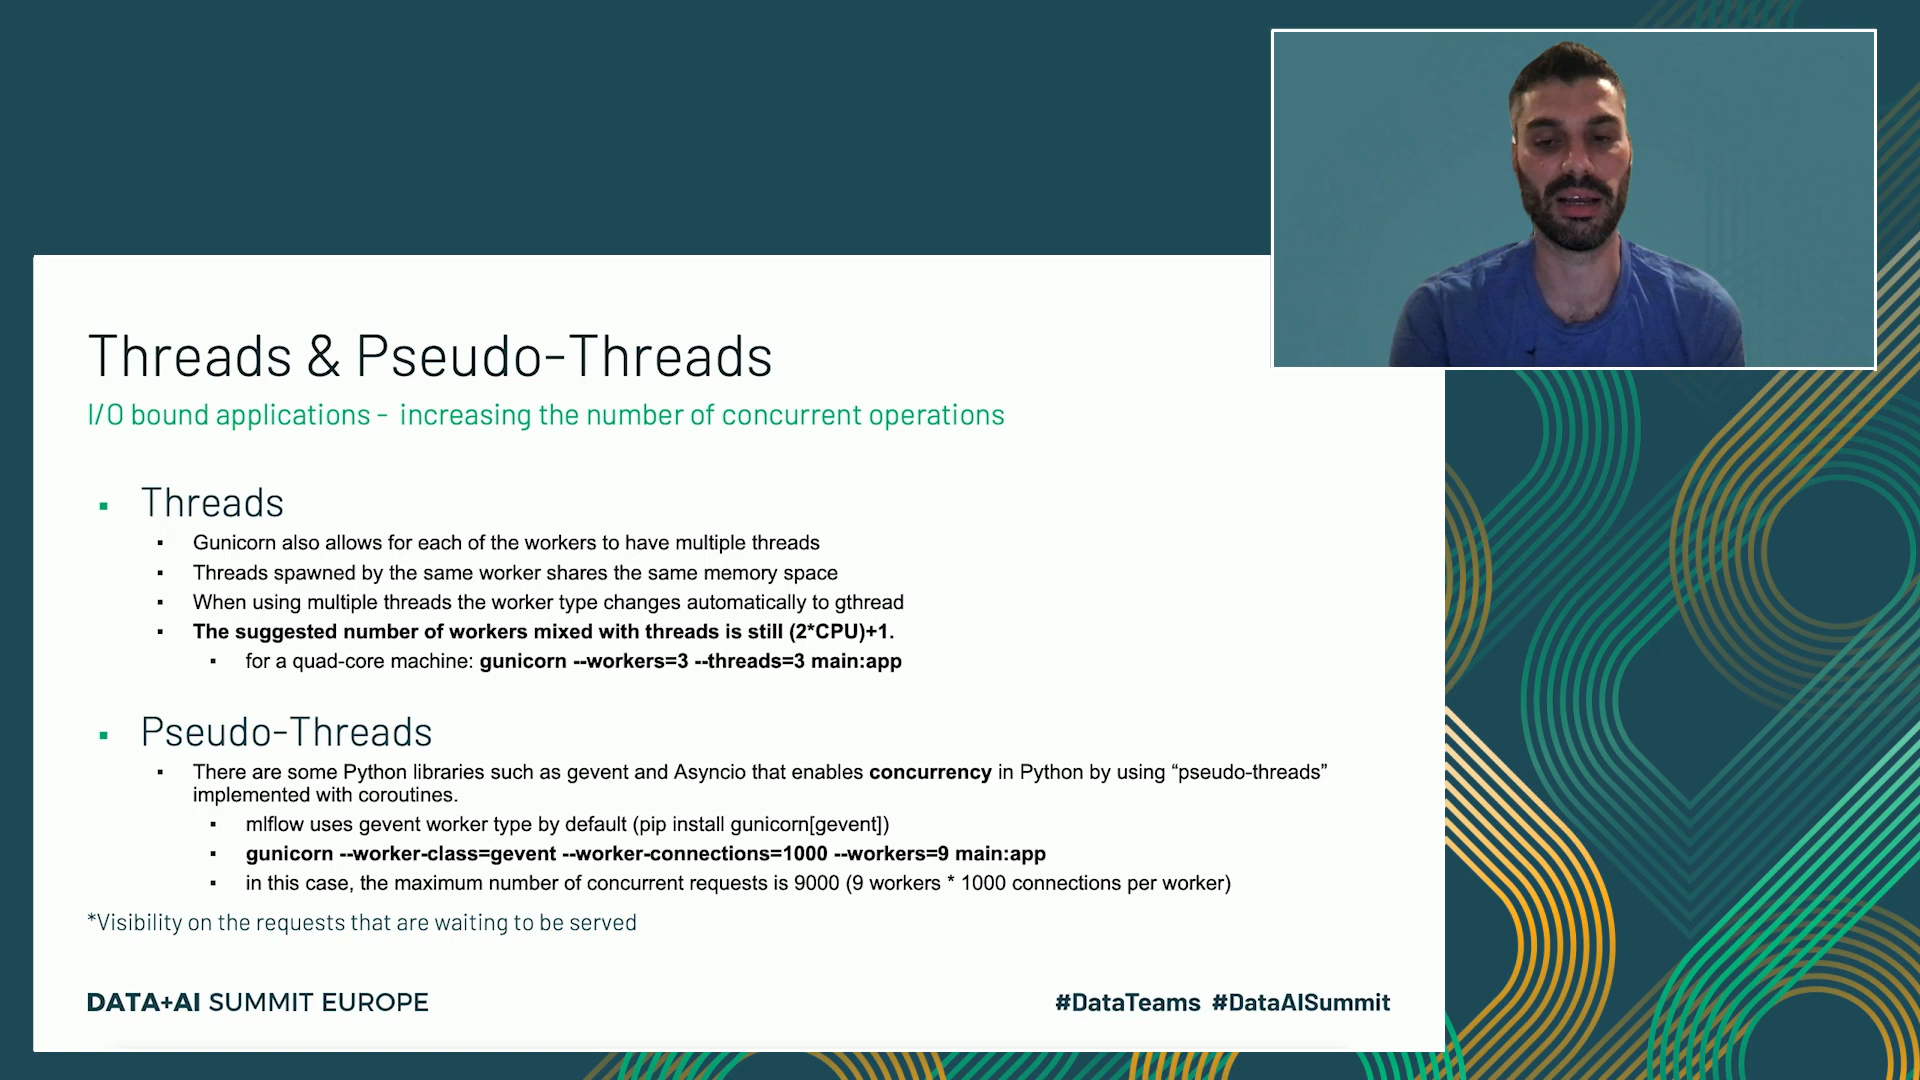 Threads & Pseudo-Threads
I/O bound applications - increasing the number of concurrent operations
▪ Threads
▪ Gunicorn also allows for each of the workers to have multiple threads
▪ Threads spawned by the same worker shares the same memory space
▪ When using multiple threads the worker type changes automatically to gthread
▪ The suggested number of workers mixed with threads is still (2*CPU)+1.
▪ for a quad-core machine: gunicorn --workers=3 --threads=3 main:app
▪ Pseudo-Threads
▪ There are some Python libraries such as gevent and Asyncio that enables concurrency in Python by using “pseudo-threads”
implemented with coroutines.
▪ mlflow uses gevent worker type by default (pip install gunicorn[gevent])
▪ gunicorn --worker-class=gevent --worker-connections=1000 --workers=9 main:app
▪ in this case, the maximum number of concurrent requests is 9000 (9 workers * 1000 connections per worker)
*Visibility on the requests that are waiting to be served
DATA+AI SUMMIT EUROPE
#DataTeams #DataAISummit